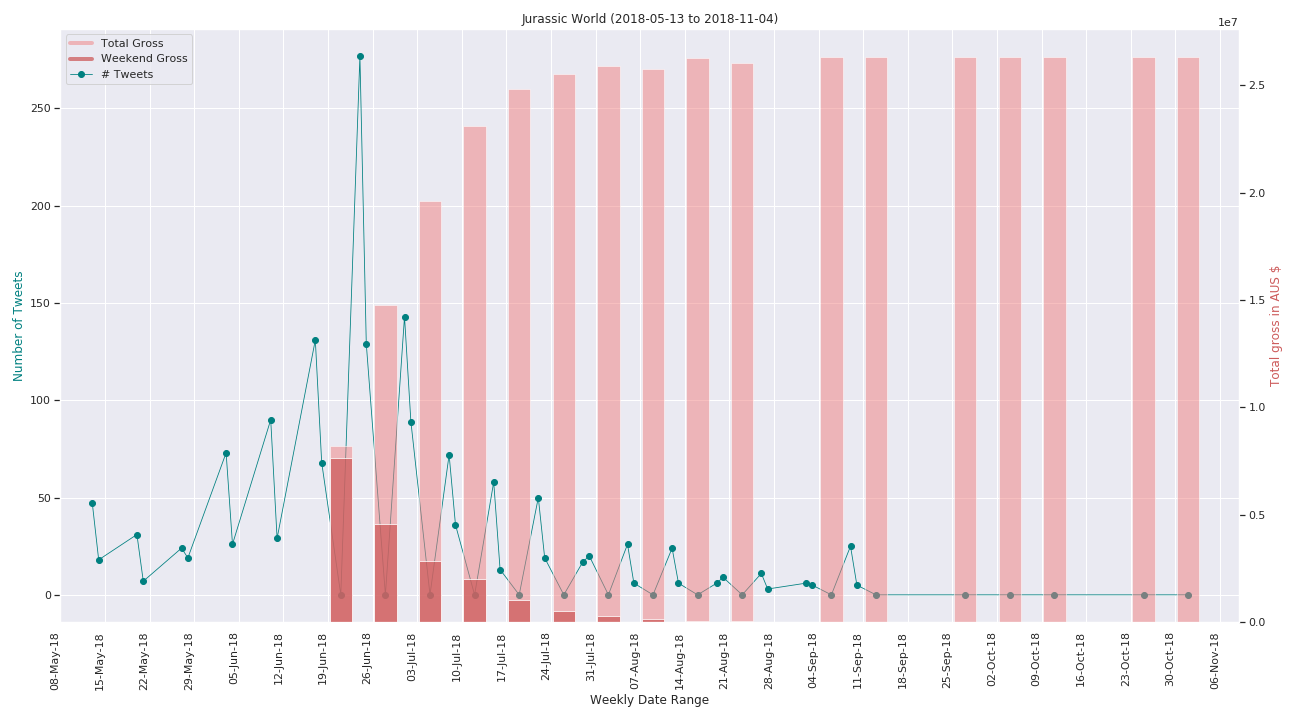 Jurassic World (2018-05-13 to 2018-11-04)
1e7
Total Gross
Weekend Gross
# Tweets
Number of Tweets
250
200
150
100
50
0
2.5
2.0
1.5
1.0
0.5
0.0
Total gross in AUS $
08-May-18
15-May-18
22-May-18
29-May-18
05-Jun-18
12-Jun-18
19-Jun-18
26-Jun-18
03-Jul-18
10-Jul-18
17-Jul-18
24-Jul-18
31-Jul-18
07-Aug-18
14-Aug-18
21-Aug-18
28-Aug-18
04-Sep-18
11-Sep-18
18-Sep-18
25-Sep-18
02-Oct-18
09-Oct-18
16-Oct-18
23-Oct-18
30-Oct-18
06-Nov-18
Weekly Date Range